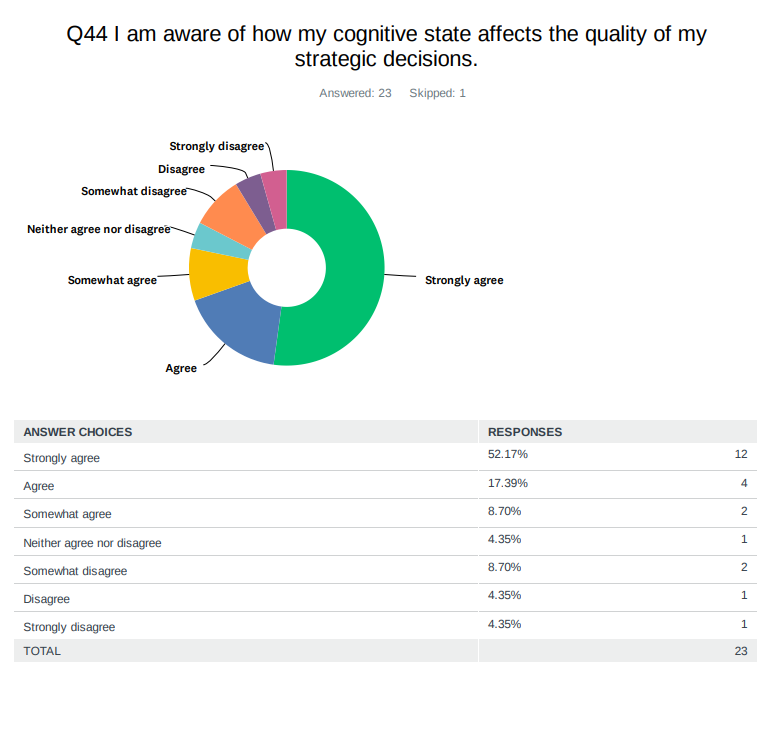 Q44 I am aware of how my cognitive state affects the quality of my
strategic decisions.
Answered: 23 Skipped: 1
Strongly disagree
Disagree
Somewhat disagree
Neither agree nor disagree
Somewhat agree
Strongly agree
Agree
ANSWER CHOICES RESPONSES
Strongly agree 52.17% 12
Agree 17.39% 4
Somewhat agree 8.70% 2
Neither agree nor disagree 4.35% 1
Somewhat disagree 8.70% 2
Disagree 4.35% 1
Strongly disagree 4.35% 1
TOTAL 23